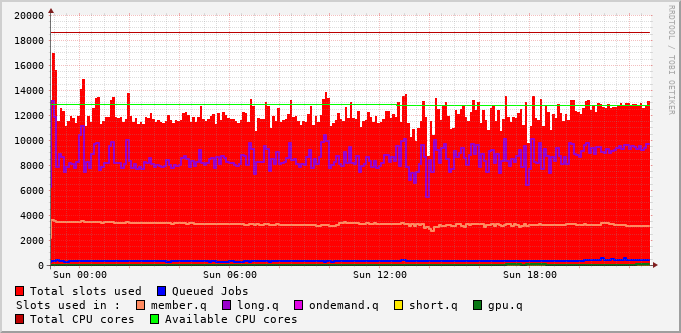 20000
18000
16000
14000
12000
10000
8000
6000
4000
2000
0
Sun 00:00 Sun 06:00 Sun 12:00 Sun 18:00
RRDTOOL / TOBI OETIKER
Total slots used Queued Jobs
Slots used in : member.q long.q ondemand.q short.q gpu.q
Total CPU cores Available CPU cores